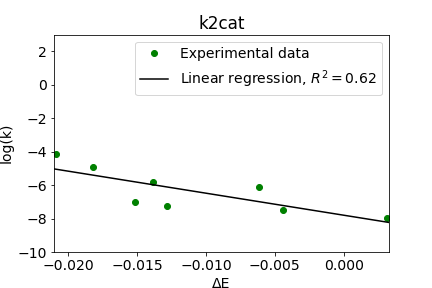 k2cat
Experimental data
Linear regression, R² = 0.62
log(k)
2
0
−2
−4
−6
−8
−10
−0.020 −0.015 −0.010 −0.005 0.000
ΔE